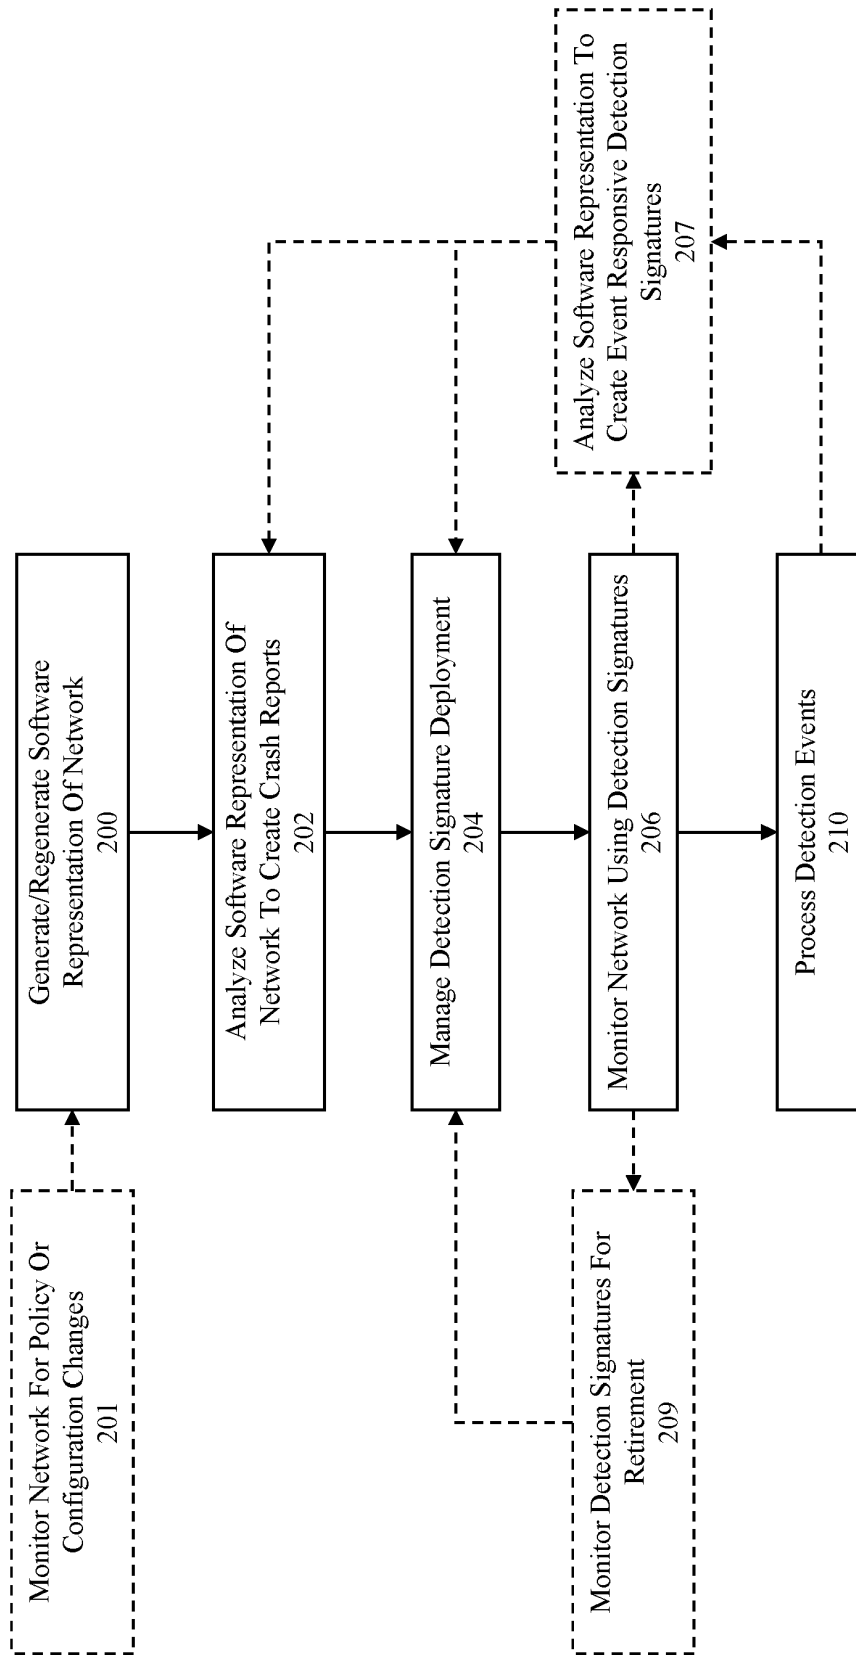 Monitor Network For Policy Or
Configuration Changes
201
Generate/Regenerate Software
Representation Of Network
200
Analyze Software Representation Of
Network To Create Crash Reports
202
Manage Detection Signature Deployment
204
Monitor Network Using Detection Signatures
206
Process Detection Events
210
Monitor Detection Signatures For
Retirement
209
Analyze Software Representation To
Create Event Responsive Detection
Signatures
207